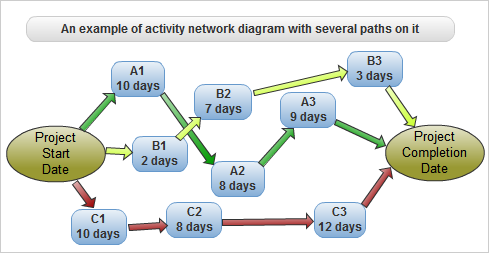 An example of activity network diagram with several paths on it
A1
10 days
B2
7 days
B3
3 days
A3
9 days
Project
Start
Date
B1
2 days
A2
8 days
Project
Completion
Date
C1
10 days
C2
8 days
C3
12 days